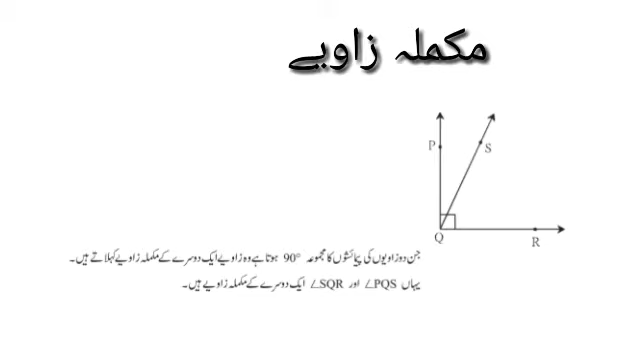 مکملہ زاویے
P
S
Q
R
جن دو زاویوں کی پیمائشوں کا مجموعہ 90° ہوتا ہے وہ زاویے ایک دوسرے کے مکملہ زاویے کہلاتے ہیں۔
یہاں ∠PQS اور ∠SQR ایک دوسرے کے مکملہ زاویے ہیں۔